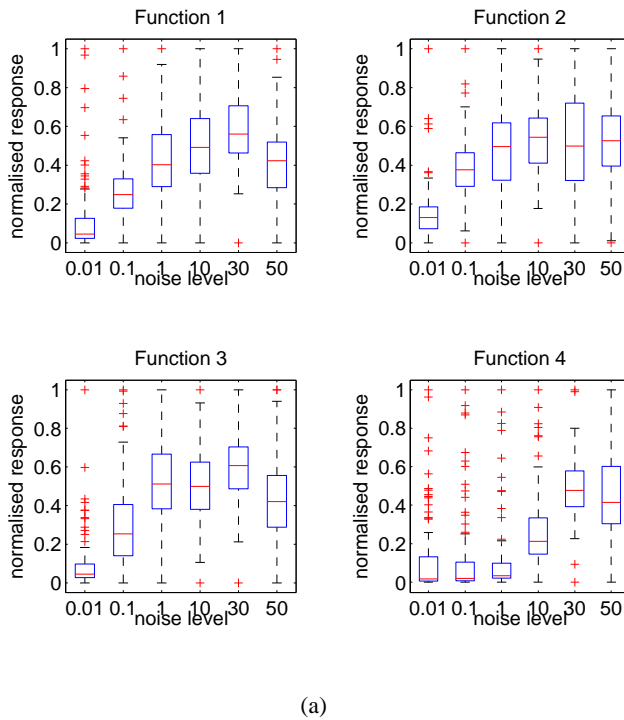 Function 1
Function 2
normalised response
1
0.8
0.6
0.4
0.2
0
0.01 0.1 1 10 30 50
noise level
normalised response
1
0.8
0.6
0.4
0.2
0
0.01 0.1 1 10 30 50
noise level
Function 3
Function 4
normalised response
1
0.8
0.6
0.4
0.2
0
0.01 0.1 1 10 30 50
noise level
normalised response
1
0.8
0.6
0.4
0.2
0
0.01 0.1 1 10 30 50
noise level
(a)